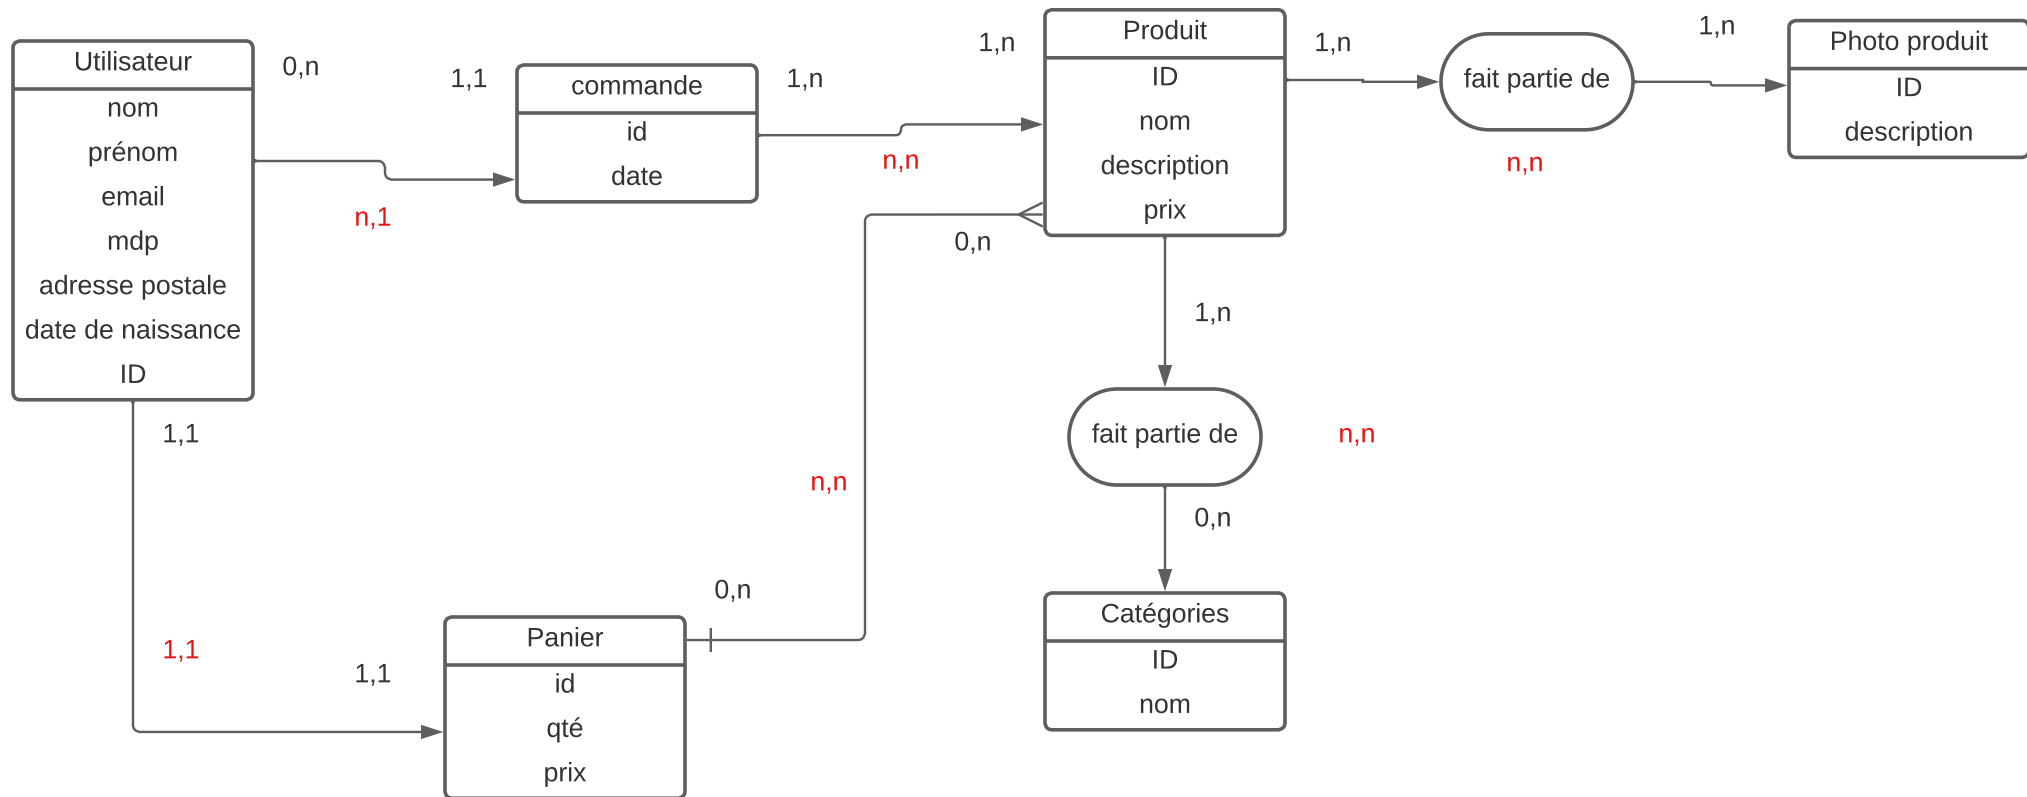 Utilisateur
nom
prénom
email
mdp
adresse postale
date de naissance
ID
0,n
1,1
n,1
commande
id
date
1,n
1,n
n,n
Produit
ID
nom
description
prix
1,n
fait partie de
1,n
n,n
Photo produit
ID
description
0,n
1,n
fait partie de
n,n
0,n
Catégories
ID
nom
1,1
1,1
1,1
Panier
id
qté
prix
0,n
n,n